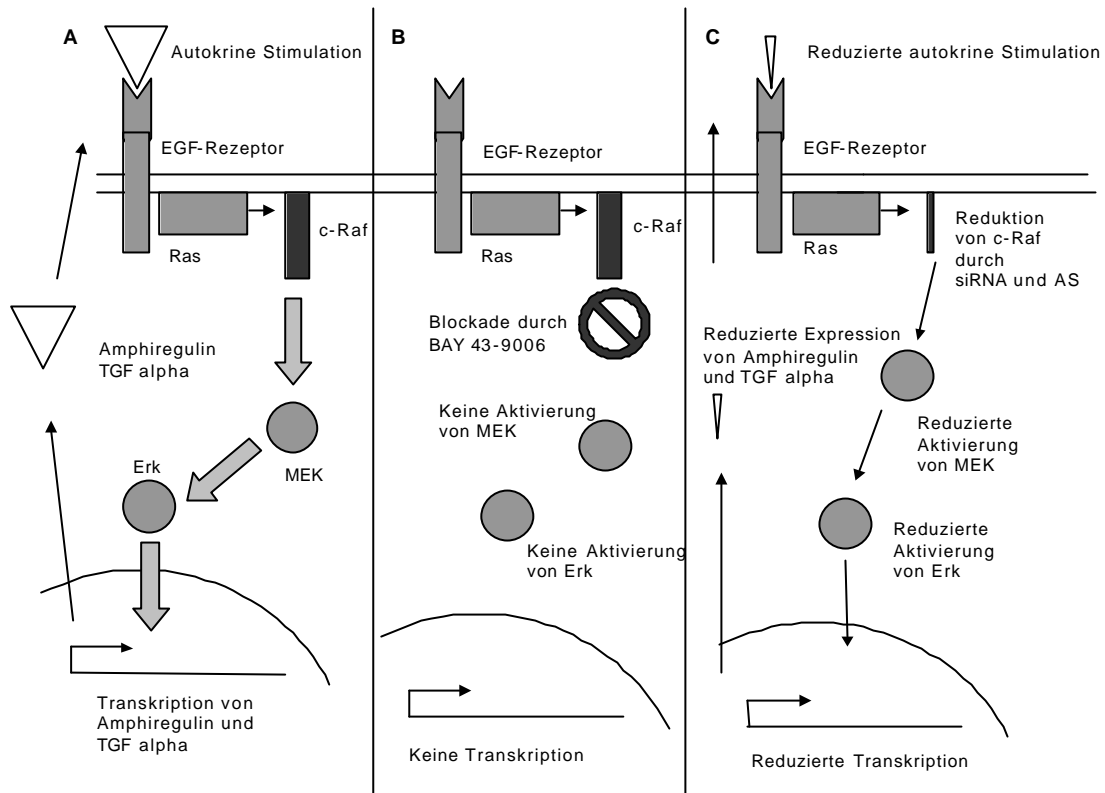 A
Autokrine Stimulation
EGF-Rezeptor
c-Raf
Ras
Amphiregulin
TGF alpha
Erk
MEK
Transkription von
Amphiregulin und
TGF alpha
B
EGF-Rezeptor
c-Raf
Ras
Blockade durch
BAY 43-9006
Keine Aktivierung
von MEK
Keine Aktivierung
von Erk
Keine Transkription
C
Reduzierte autokrine Stimulation
EGF-Rezeptor
Ras
Reduktion
von c-Raf
durch
siRNA und AS
Reduzierte Expression
von Amphiregulin
und TGF alpha
Reduzierte
Aktivierung
von MEK
Reduzierte
Aktivierung
von Erk
Reduzierte Transkription